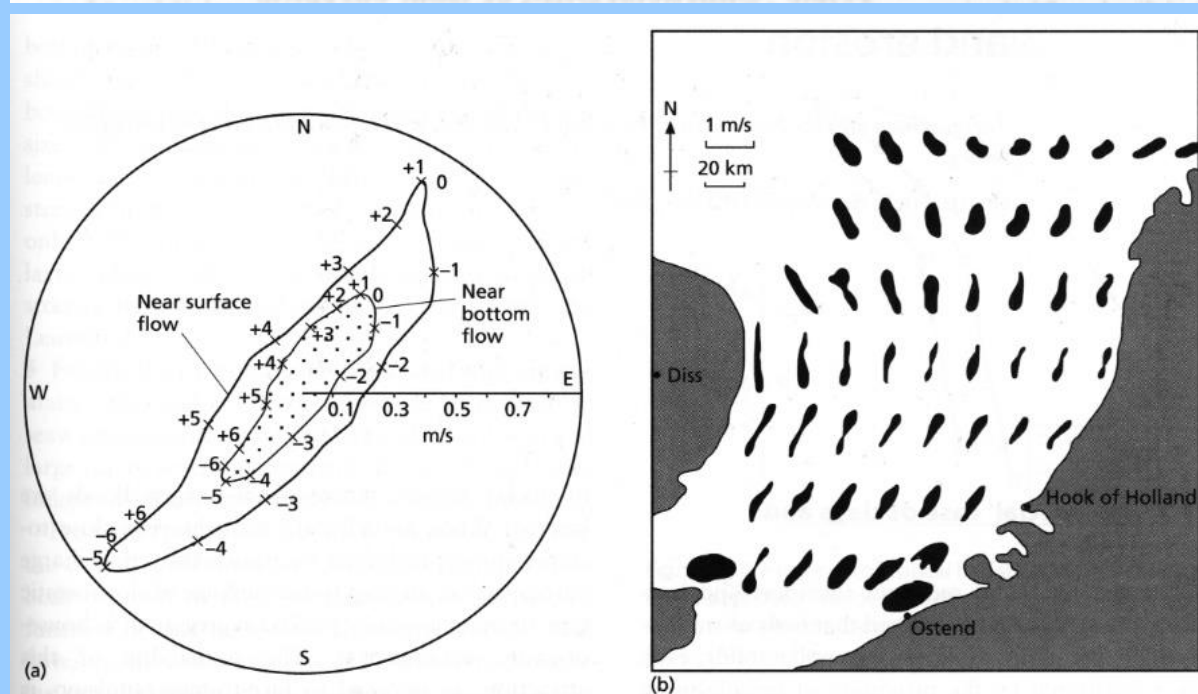 N
+1
0
+2
+3
−1
+1
+2
0
Near surface
flow
Near
bottom
flow
+3
−1
+4
+4
−2
−2
W
E
+5
0.1
0.3
0.5
0.7
m/s
+5
+6
−3
−6
−5
−4
−3
+6
−6
−5
−4
S
(a)
N
1 m/s
20 km
Diss
Hook of Holland
Ostend
(b)